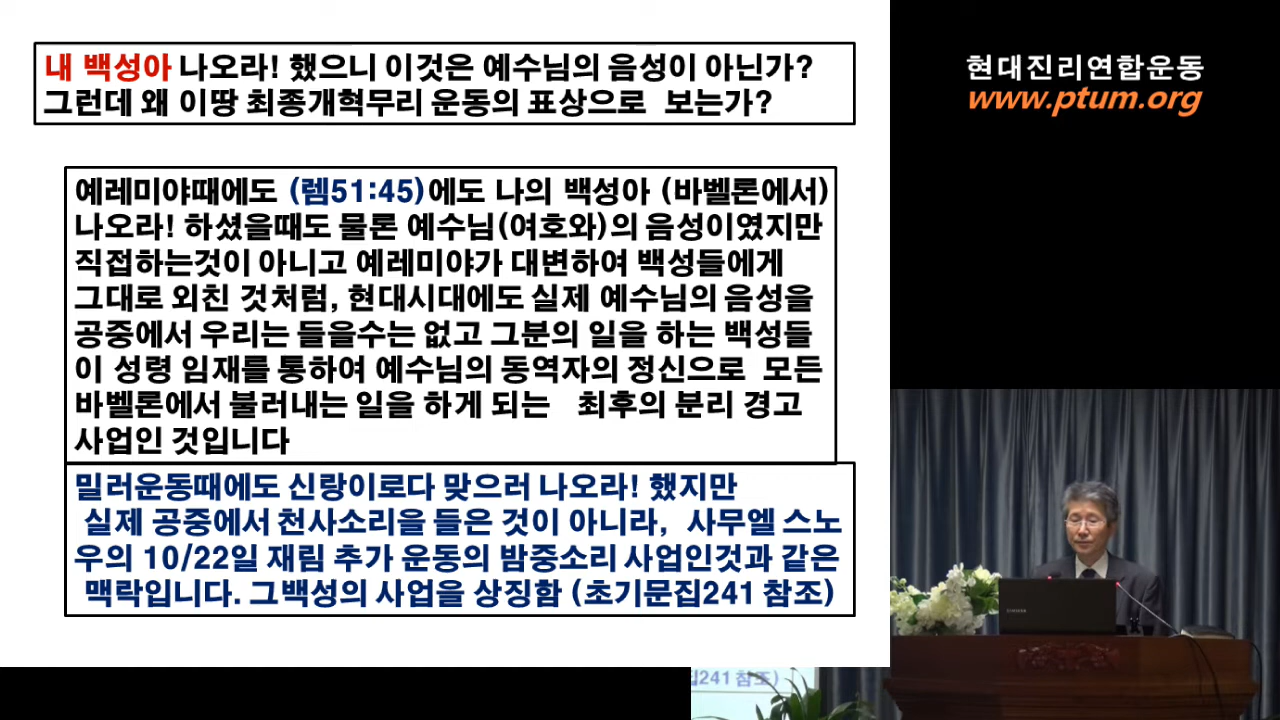 내 백성아 나오라! 했으니 이것은 예수님의 음성이 아닌가?
그런데 왜 이땅 최종개혁무리 운동의 표상으로 보는가?
현대진리연합운동
www.ptum.org
예레미야때에도 (렘51:45)에도 나의 백성아 (바벨론에서)
나오라! 하셨을때도 물론 예수님(여호와)의 음성이였지만
직접하는것이 아니고 예레미야가 대변하여 백성들에게
그대로 외친 것처럼, 현대시대에도 실제 예수님의 음성을
공중에서 우리는 들을수는 없고 그분의 일을 하는 백성들
이 성령 임재를 통하여 예수님의 동역자의 정신으로 모든
바벨론에서 불러내는 일을 하게 되는 최후의 분리 경고
사업인 것입니다
밀러운동때에도 신랑이로다 맞으러 나오라! 했지만
실제 공중에서 천사소리을 들은 것이 아니라, 사무엘 스노
우의 10/22일 재림 추가 운동의 밤중소리 사업인것과 같은
맥락입니다. 그백성의 사업을 상징함 (초기문집241 참조)
집241 참조)